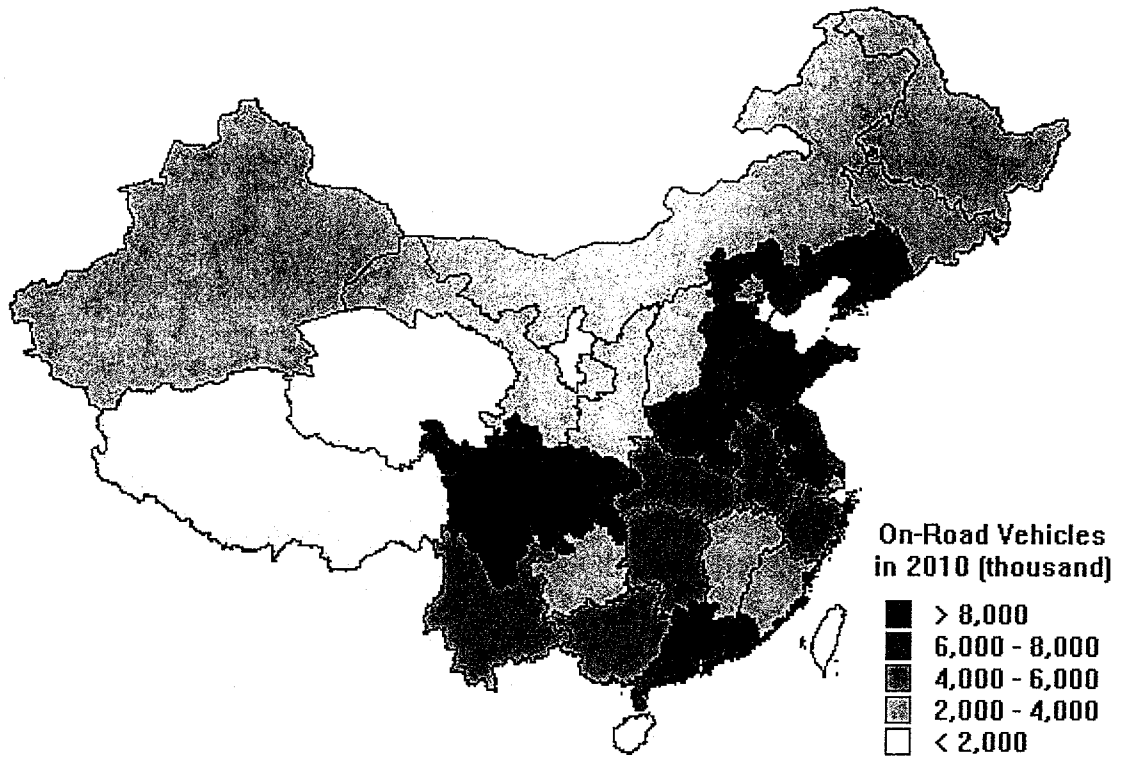 On-Road Vehicles
in 2010 (thousand)
> 8,000
6,000 - 8,000
4,000 - 6,000
2,000 - 4,000
< 2,000